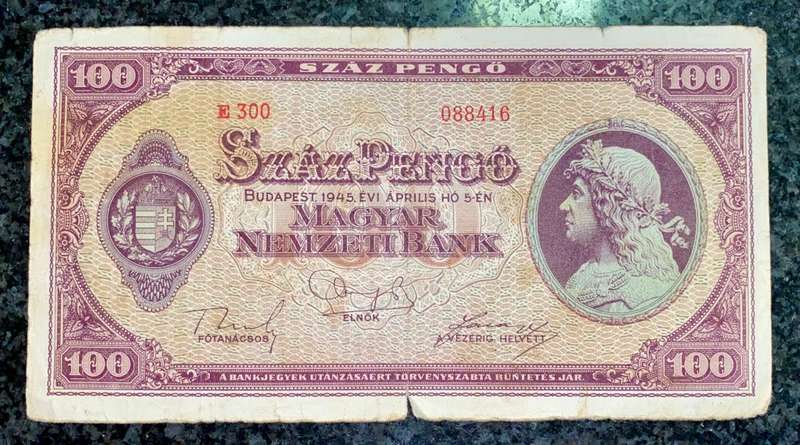 SZÁZ PENGŐ
100 100
E 300 088416
SZÁZ PENGŐ
BUDAPEST, 1945. ÉVI ÁPRILIS HÓ 5-ÉN
MAGYAR
NEMZETI BANK
FŐTANÁCSOS ELNÖK A VEZÉRIG. HELYETT
100 100
A BANKJEGYEK UTÁNZÁSÁÉRT TÖRVÉNYSZABTA BÜNTETÉS JÁR.